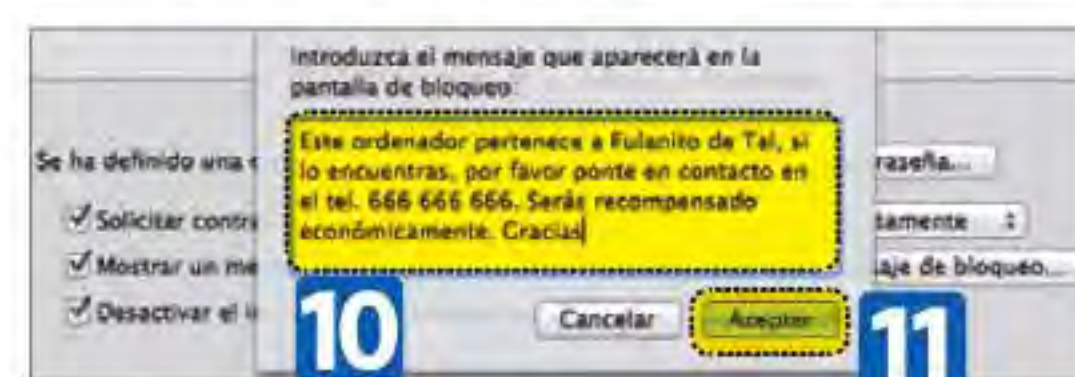 Introduzca el mensaje que aparecerá en la
pantalla de bloqueo:
Este ordenador pertenece a Fulanito de Tal, si
lo encuentras, por favor ponte en contacto en
el tel. 666 666 666. Serás recompensado
económicamente. Gracias
Se ha definido una
raseña...
Solicitar contra
tamente
Mostrar un me
aje de bloqueo...
Desactivar el
10
Cancelar
Aceptar
11